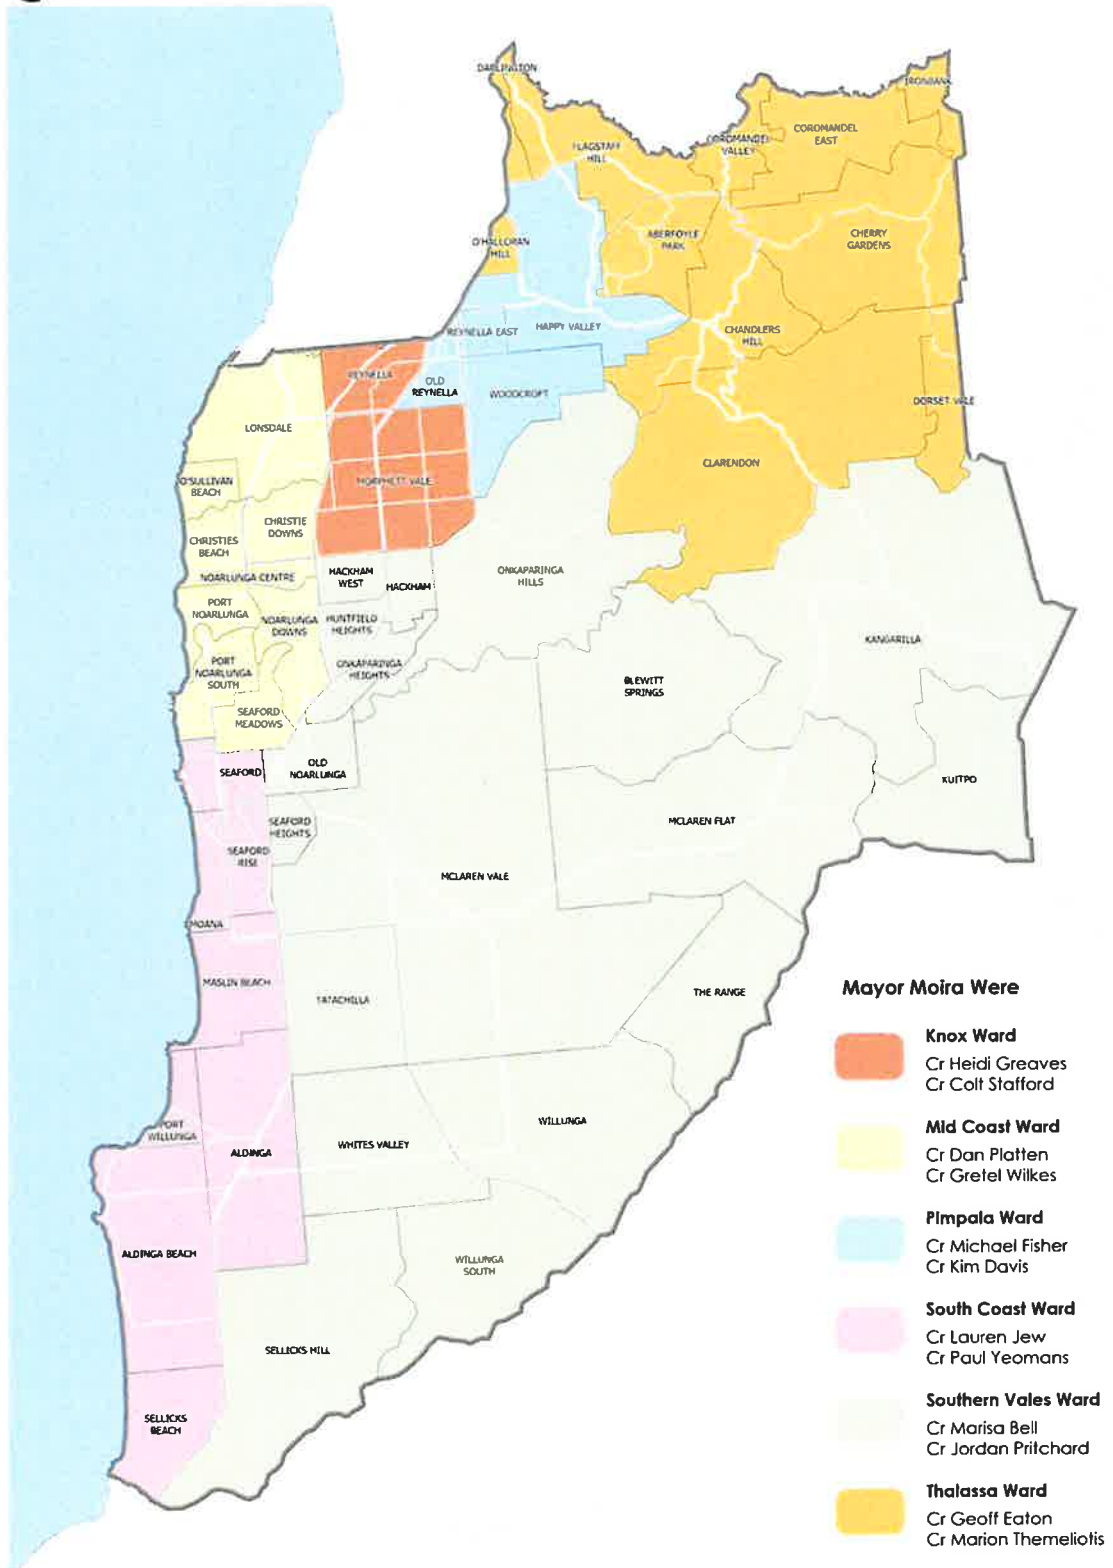 DARLINGTON
IRONBANK
COROMANDEL
EAST
COROMANDEL
VALLEY
FLAGSTAFF
HILL
O'HALLORAN
HILL
ABERFOYLE
PARK
CHERRY
GARDENS
REYNELLA EAST
HAPPY VALLEY
CHANDLERS
HILL
REYNELLA
OLD
REYNELLA
WOODCROFT
DORSET VALE
LONSDALE
CLARENDON
O'SULLIVAN
BEACH
MORPHETT VALE
CHRISTIE
DOWNS
CHRISTIES
BEACH
NOARLUNGA CENTRE
HACKHAM
WEST
HACKHAM
ONKAPARINGA
HILLS
PORT
NOARLUNGA
NOARLUNGA
DOWNS
HUNTFIELD
HEIGHTS
KANGARILLA
PORT
NOARLUNGA
SOUTH
ONKAPARINGA
HEIGHTS
BLEWITT
SPRINGS
SEAFORD
MEADOWS
SEAFORD
OLD
NOARLUNGA
KUITPO
SEAFORD
HEIGHTS
MCLAREN FLAT
SEAFORD
RISE
MCLAREN VALE
MOANA
MASLIN BEACH
TATACHILLA
THE RANGE
PORT
WILLUNGA
ALDINGA
WHITES VALLEY
WILLUNGA
ALDINGA BEACH
WILLUNGA
SOUTH
SELLICKS HILL
SELLICKS
BEACH
Mayor Moira Were
Knox Ward
Cr Heidi Greaves
Cr Colt Stafford
Mid Coast Ward
Cr Dan Platten
Cr Gretel Wilkes
Pimpala Ward
Cr Michael Fisher
Cr Kim Davis
South Coast Ward
Cr Lauren Jew
Cr Paul Yeomans
Southern Vales Ward
Cr Marisa Bell
Cr Jordan Pritchard
Thalassa Ward
Cr Geoff Eaton
Cr Marion Themeliotis